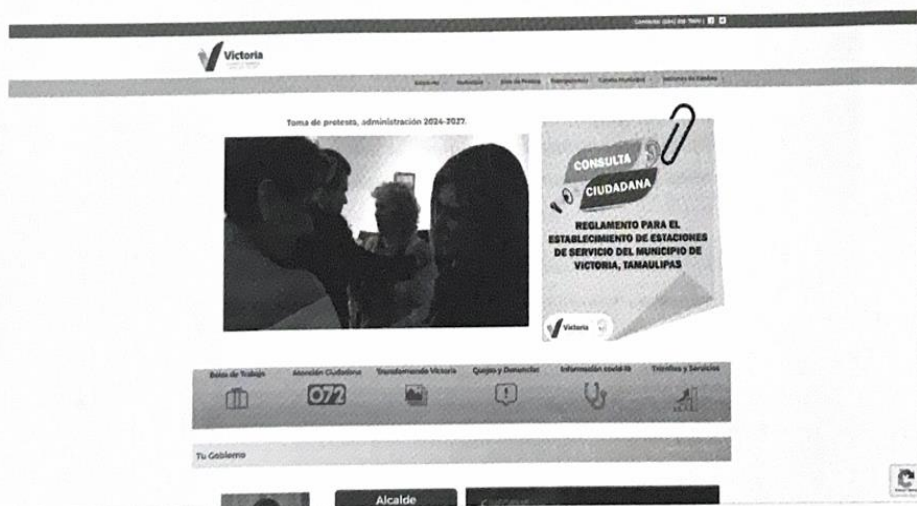 Victoria
Toma de protesta, administración 2024-2027.
CONSULTA
CIUDADANA
REGLAMENTO PARA EL
ESTABLECIMIENTO DE ESTACIONES
DE SERVICIO DEL MUNICIPIO DE
VICTORIA, TAMAULIPAS
Victoria
Bolsa de Trabajo
Atención Ciudadana
072
Transformando Victoria
Quejas y Denuncias
Información covid-19
Trámites y Servicios
Tu Gobierno
Alcalde